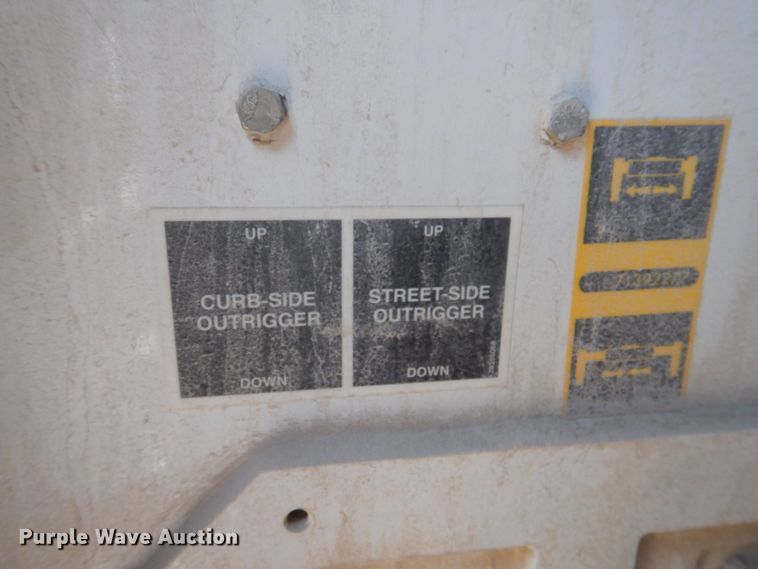 UP
CURB-SIDE
OUTRIGGER
DOWN
UP
STREET-SIDE
OUTRIGGER
DOWN
Purple Wave Auction